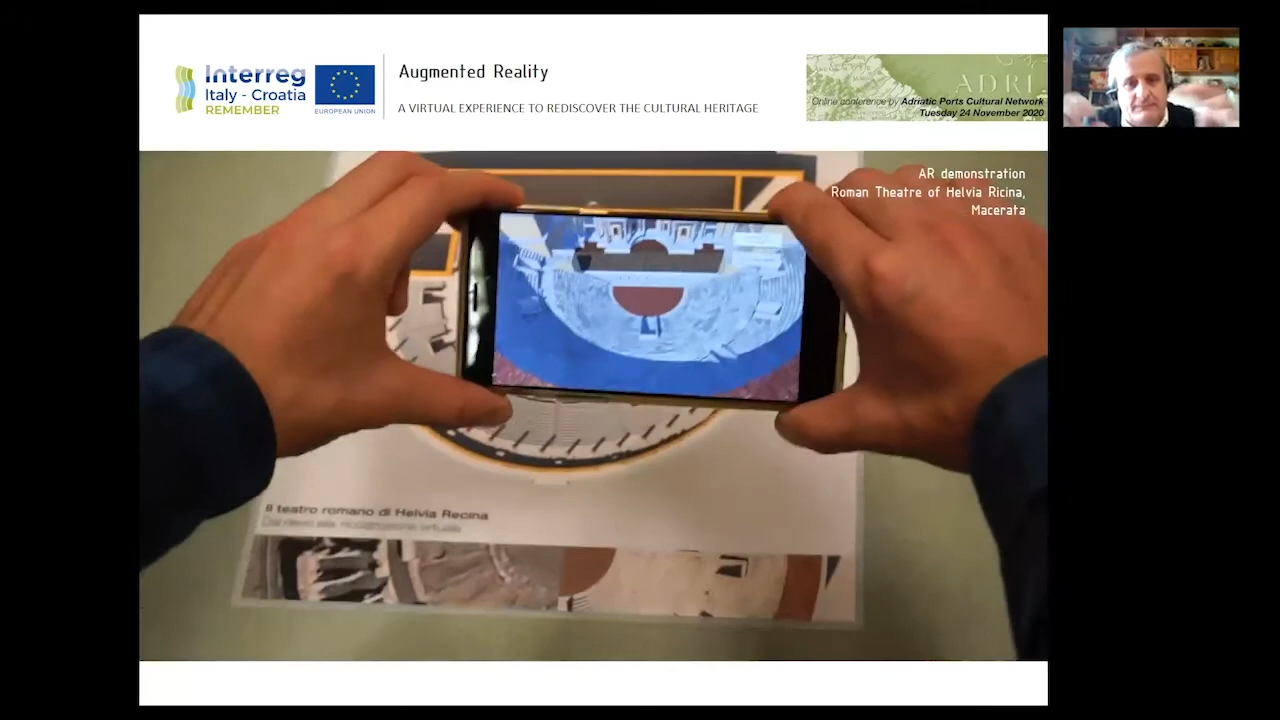 Interreg
Italy - Croatia
REMEMBER
EUROPEAN UNION
Augmented Reality
A VIRTUAL EXPERIENCE TO REDISCOVER THE CULTURAL HERITAGE
ADRI
Online conference by Adriatic Ports Cultural Network
Tuesday 24 November 2020
AR demonstration
Roman Theatre of Helvia Ricina,
Macerata
Il teatro romano di Helvia Recina